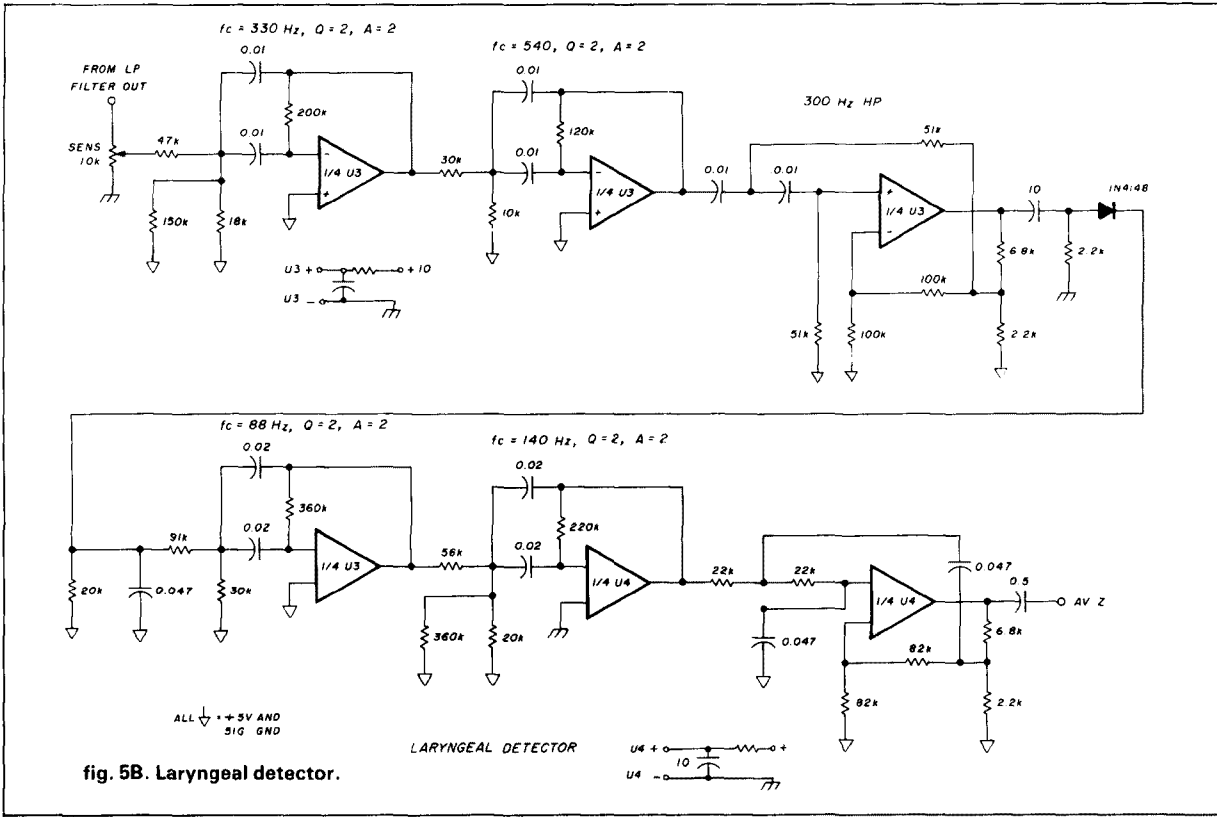 fc = 330 Hz, Q = 2, A = 2
fc = 540, Q = 2, A = 2
300 Hz HP
FROM LP
FILTER OUT
SENS
10k
47k
0.01
0.01
200k
1/4 U3
-
+
150k
18k
30k
0.01
0.01
120k
1/4 U3
-
+
10k
0.01
0.01
51k
1/4 U3
+
-
51k
100k
100k
6.8k
2.2k
10
2.2k
1N4148
U3 +
+ 10
U3 -
fc = 88 Hz, Q = 2, A = 2
fc = 140 Hz, Q = 2, A = 2
20k
0.047
91k
0.02
0.02
360k
1/4 U3
30k
56k
0.02
0.02
220k
1/4 U4
360k
20k
22k
22k
0.047
0.047
1/4 U4
82k
82k
6.8k
2.2k
0.5
AV Z
ALL = + 5V AND
SIG GND
LARYNGEAL DETECTOR
U4 +
+
10
U4 -
fig. 5B. Laryngeal detector.